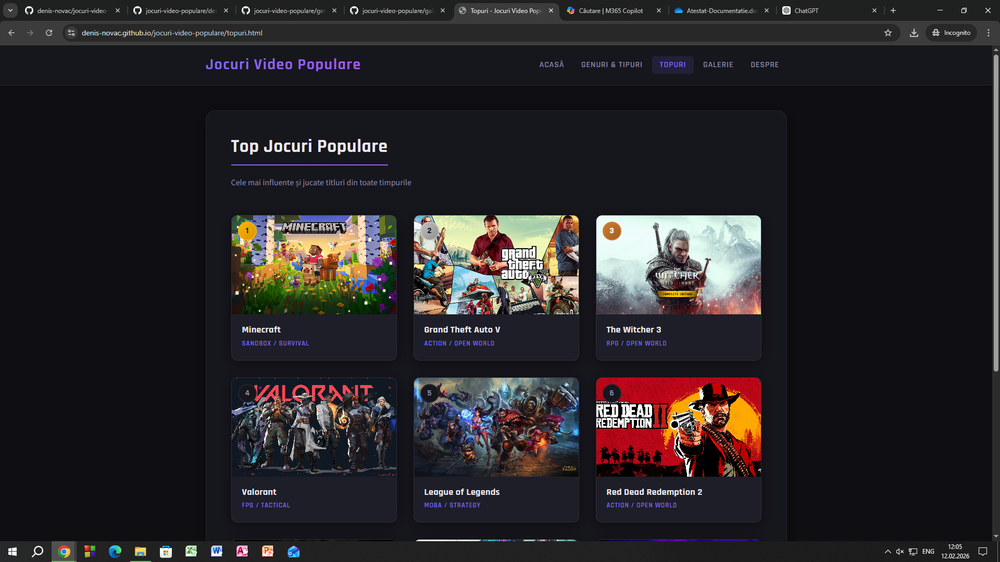 denis-novac/jocuri-video-
jocuri-video-populare/des
jocuri-video-populare/ger
jocuri-video-populare/gal
Topuri - Jocuri Video Popu
Căutare | M365 Copilot
Atestat-Documentatie.do
ChatGPT
denis-novac.github.io/jocuri-video-populare/topuri.html
Incognito
Jocuri Video Populare
ACASĂ
GENURI & TIPURI
TOPURI
GALERIE
DESPRE
Top Jocuri Populare
Cele mai influente și jucate titluri din toate timpurile
1
MINECRAFT
2
grand
theft
auto V
3
THE
WITCHER
WILD HUNT
COMPLETE EDITION
Minecraft
SANDBOX / SURVIVAL
Grand Theft Auto V
ACTION / OPEN WORLD
The Witcher 3
RPG / OPEN WORLD
4
VALORANT
5
LEGENDS
6
RED DEAD
REDEMPTION II
Valorant
FPS / TACTICAL
League of Legends
MOBA / STRATEGY
Red Dead Redemption 2
ACTION / OPEN WORLD
ENG
12:05
12.02.2026